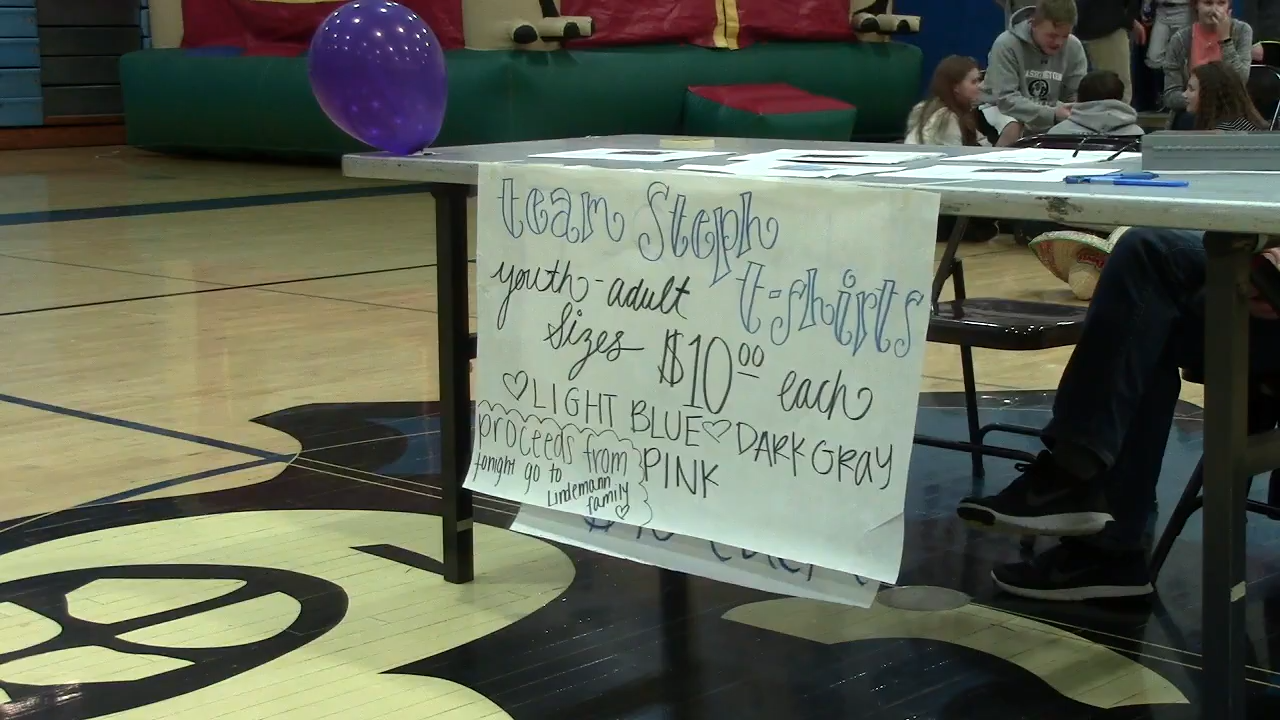 team Steph
t-shirts
youth-adult
sizes $10.00 each
♡LIGHT BLUE♡DARK GRAY
PINK
proceeds from
tonight go to
Lindemann
family ♡